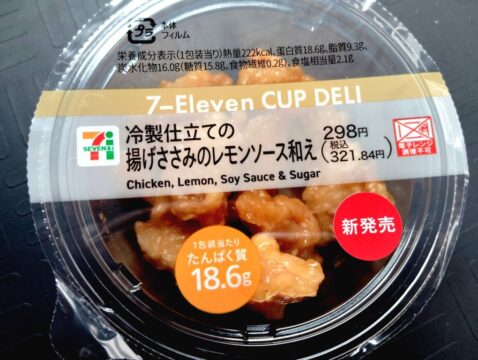 プラ
本体
フィルム
栄養成分表示(1包装当り)熱量222kcal、蛋白質18.6g、脂質9.3g、
炭水化物16.0g(糖質15.8g、食物繊維0.2g)、食塩相当量2.1g
7-Eleven CUP DELI
7
SEVEN&i
冷製仕立ての
揚げささみのレモンソース和え
298円
(税込321.84円)
電子レンジ
調理不可
Chicken, Lemon, Soy Sauce & Sugar
新発売
1包装当たり
たんぱく質
18.6g